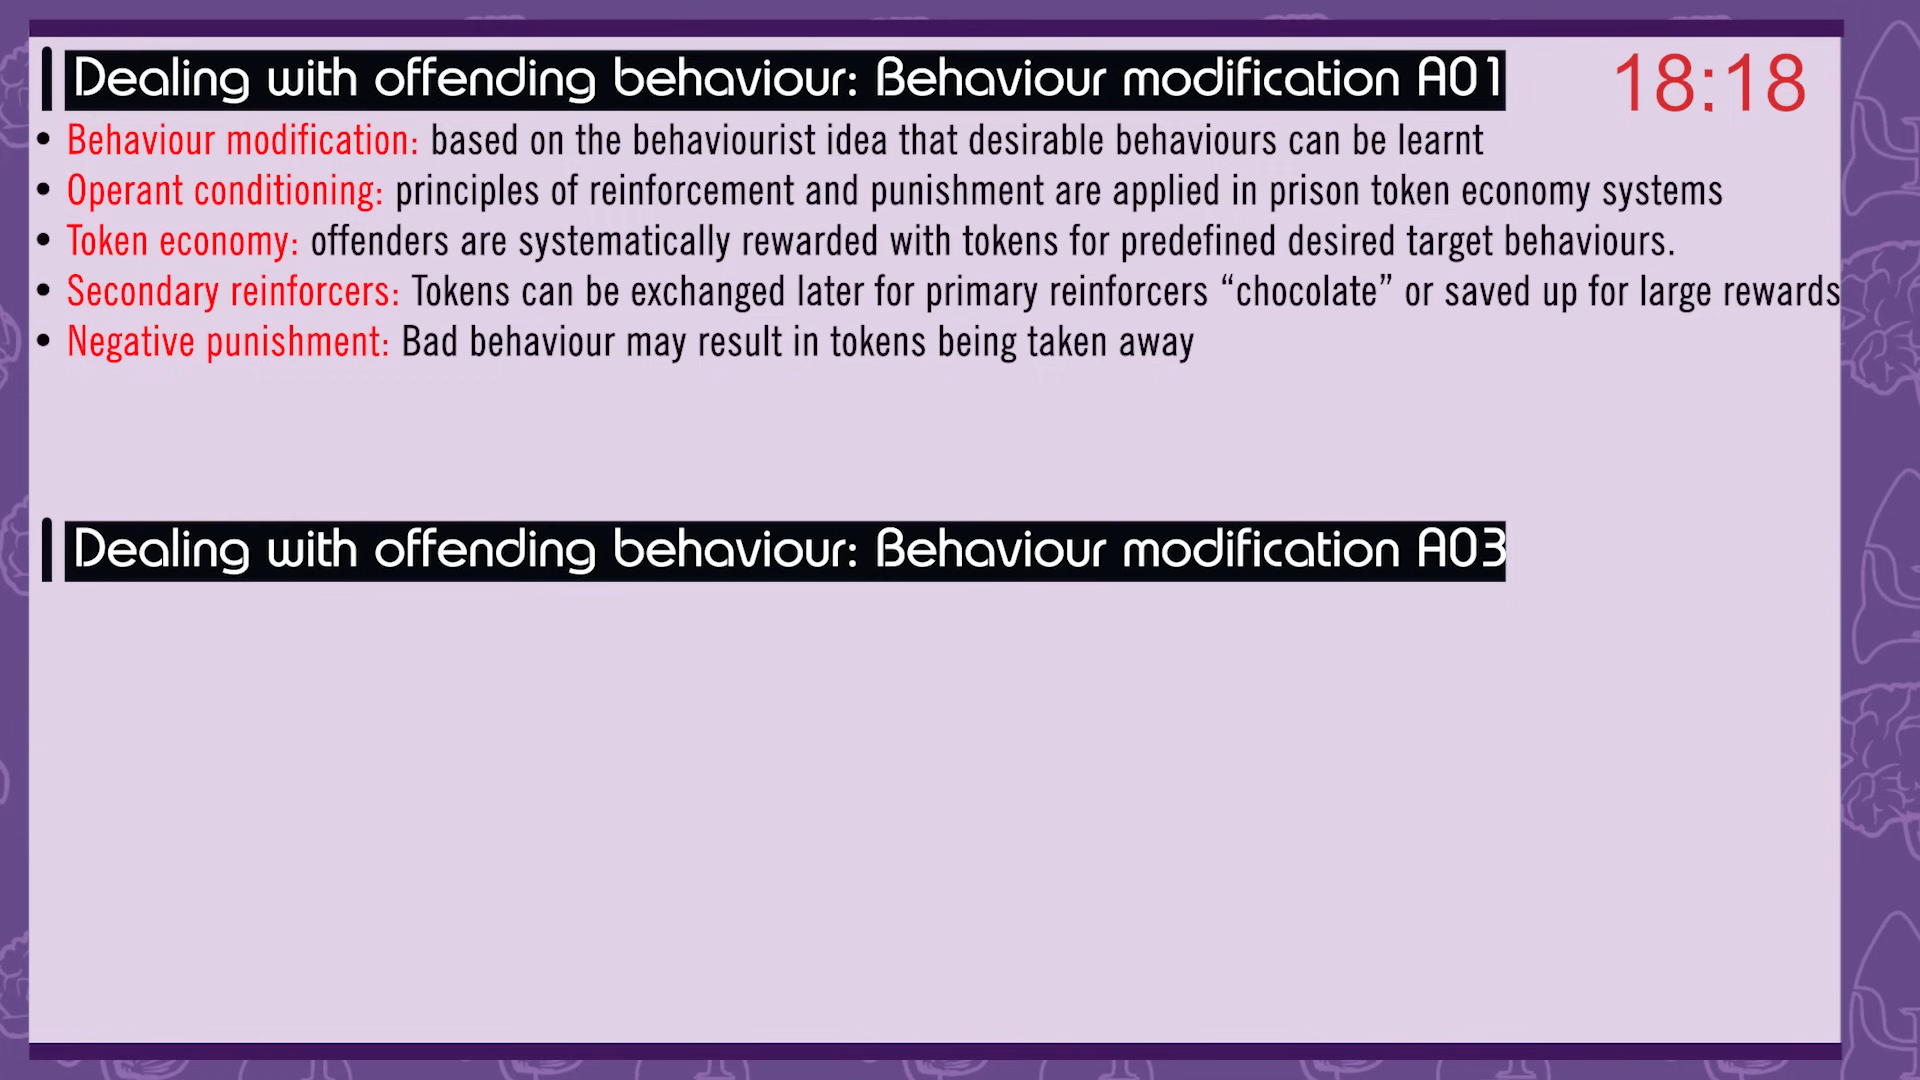 Dealing with offending behaviour: Behaviour modification AO1
18:18
• Behaviour modification: based on the behaviourist idea that desirable behaviours can be learnt
• Operant conditioning: principles of reinforcement and punishment are applied in prison token economy systems
• Token economy: offenders are systematically rewarded with tokens for predefined desired target behaviours.
• Secondary reinforcers: Tokens can be exchanged later for primary reinforcers “chocolate” or saved up for large rewards
• Negative punishment: Bad behaviour may result in tokens being taken away
Dealing with offending behaviour: Behaviour modification AO3